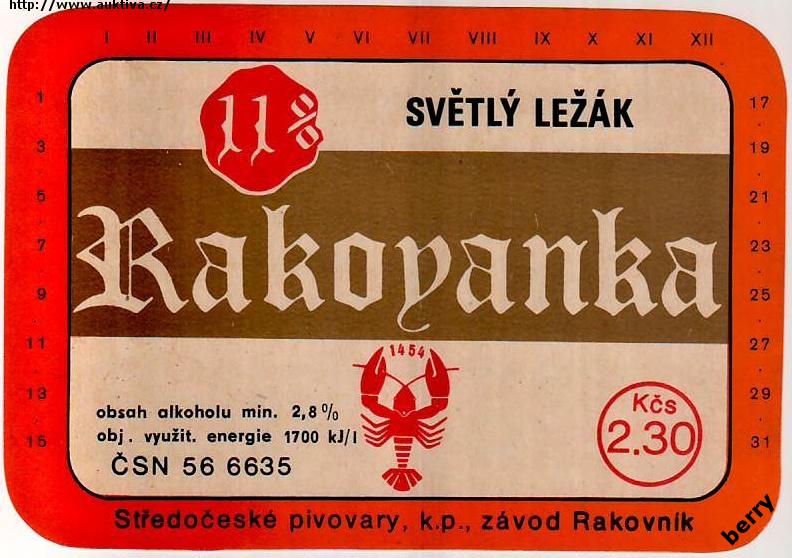 http://www.auktiva.cz/
I II III IV V VI VII VIII IX X XI XII
11%
SVĚTLÝ LEŽÁK
1 17
3 19
5 21
7 23
9 25
11 27
13 29
15 31
Rakovanka
1454
obsah alkoholu min. 2,8%
obj. využit. energie 1700 kJ/l
ČSN 56 6635
Kčs
2.30
Středočeské pivovary, k.p., závod Rakovník
berry